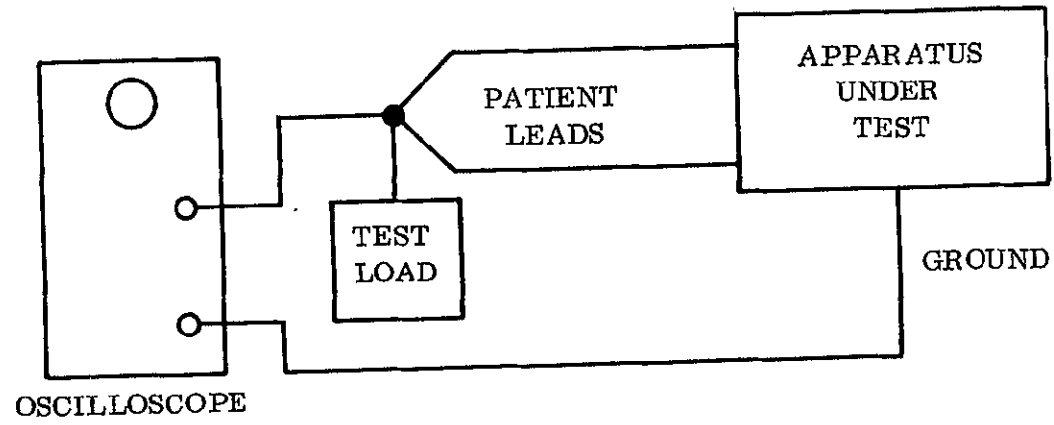 APPARATUS
UNDER
TEST
PATIENT
LEADS
TEST
LOAD
GROUND
OSCILLOSCOPE